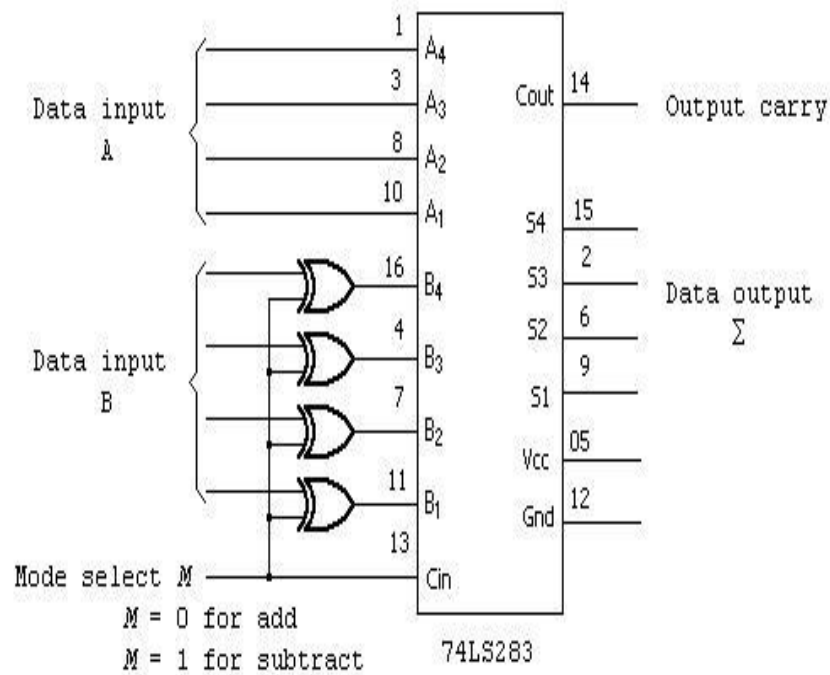 1
A4
3
A3
Data input
A
8
A2
10
A1
Cout
14
Output carry
S4
15
S3
2
Data output
Σ
S2
6
S1
9
Vcc
05
Gnd
12
16
B4
4
B3
Data input
B
7
B2
11
B1
13
Mode select M
Cin
M = 0 for add
M = 1 for subtract
74LS283